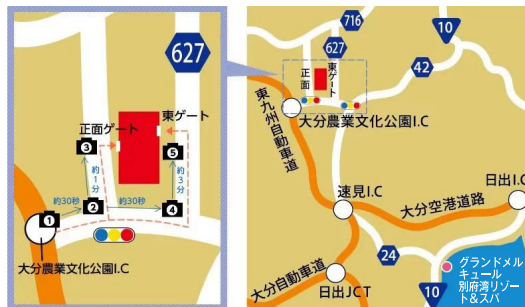 627
東ゲート
正面ゲート
3
5
約1分
約3分
約30秒
約30秒
1
2
4
大分農業文化公園I.C
716
10
627
正面
東ゲート
42
東九州自動車道
大分農業文化公園I.C
速見I.C
日出I.C
大分空港道路
24
グランドメル
キュール
別府湾リゾー
ト&スパ
大分自動車道
日出JCT
10